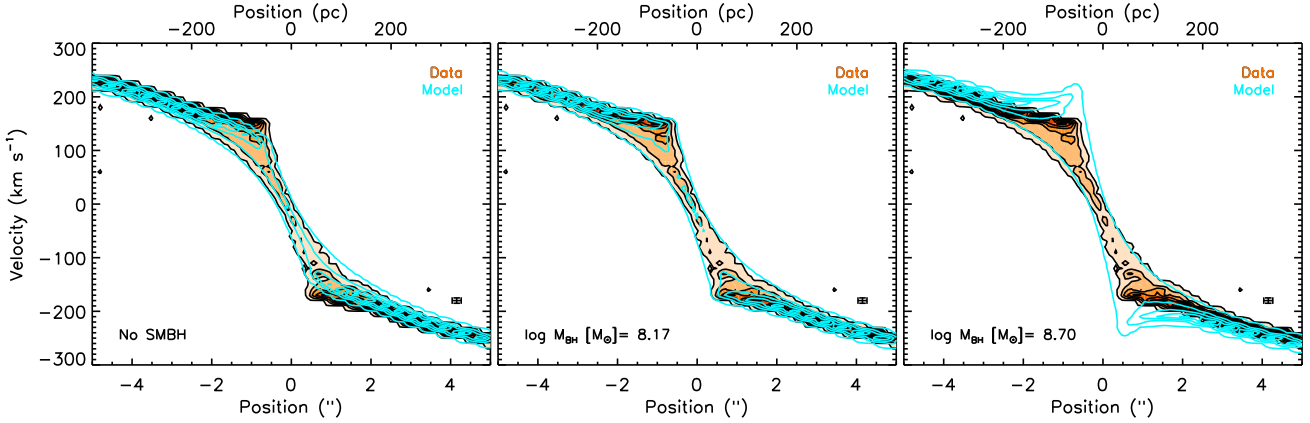 Position (pc) Position (pc) Position (pc)
−200 0 200 −200 0 200 −200 0 200
300
200
100
0
−100
−200
−300
Velocity (km s⁻¹)
Data
Model
No SMBH
Data
Model
log M_BH [M_⊙]= 8.17
Data
Model
log M_BH [M_⊙]= 8.70
−4 −2 0 2 4 −4 −2 0 2 4 −4 −2 0 2 4
Position (") Position (") Position (")